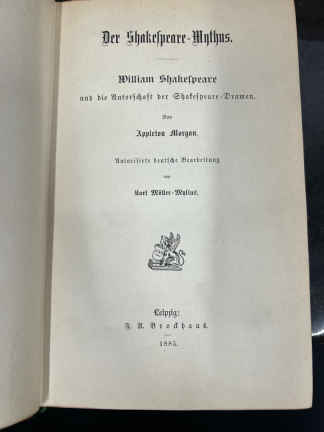 Der Shakespeare-Mythus.
William Shakespeare
und die Autorschaft der Shakespeare-Dramen.
Von
Appleton Morgan.
Autorisirte deutsche Bearbeitung
von
Karl Müller-Mylius.
Leipzig:
F. A. Brockhaus.
1885.